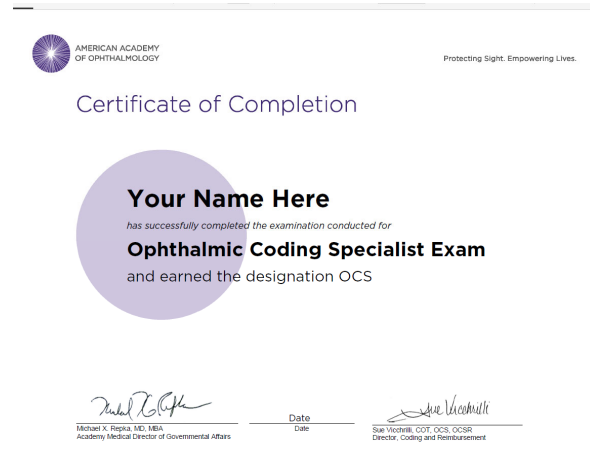 AMERICAN ACADEMY
OF OPHTHALMOLOGY
Protecting Sight. Empowering Lives.
Certificate of Completion
Your Name Here
has successfully completed the examination conducted for
Ophthalmic Coding Specialist Exam
and earned the designation OCS
Michael X. Repka, MD, MBA
Academy Medical Director of Governmental Affairs
Date
Date
Sue Vicchrilli
Sue Vicchrilli, COT, OCS, OCSR
Director, Coding and Reimbursement